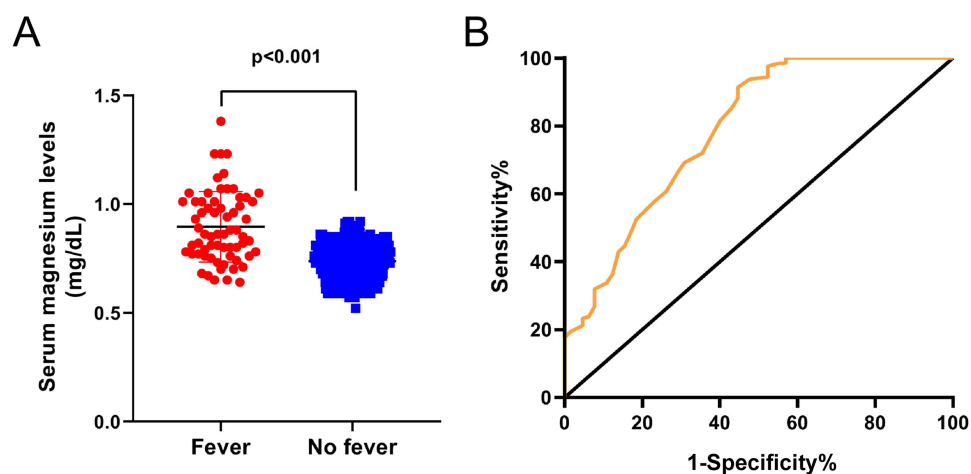 A
p<0.001
Serum magnesium levels
(mg/dL)
1.5
1.0
0.5
0.0
Fever
No fever
B
Sensitivity%
100
80
60
40
20
0
0
20
40
60
80
100
1-Specificity%